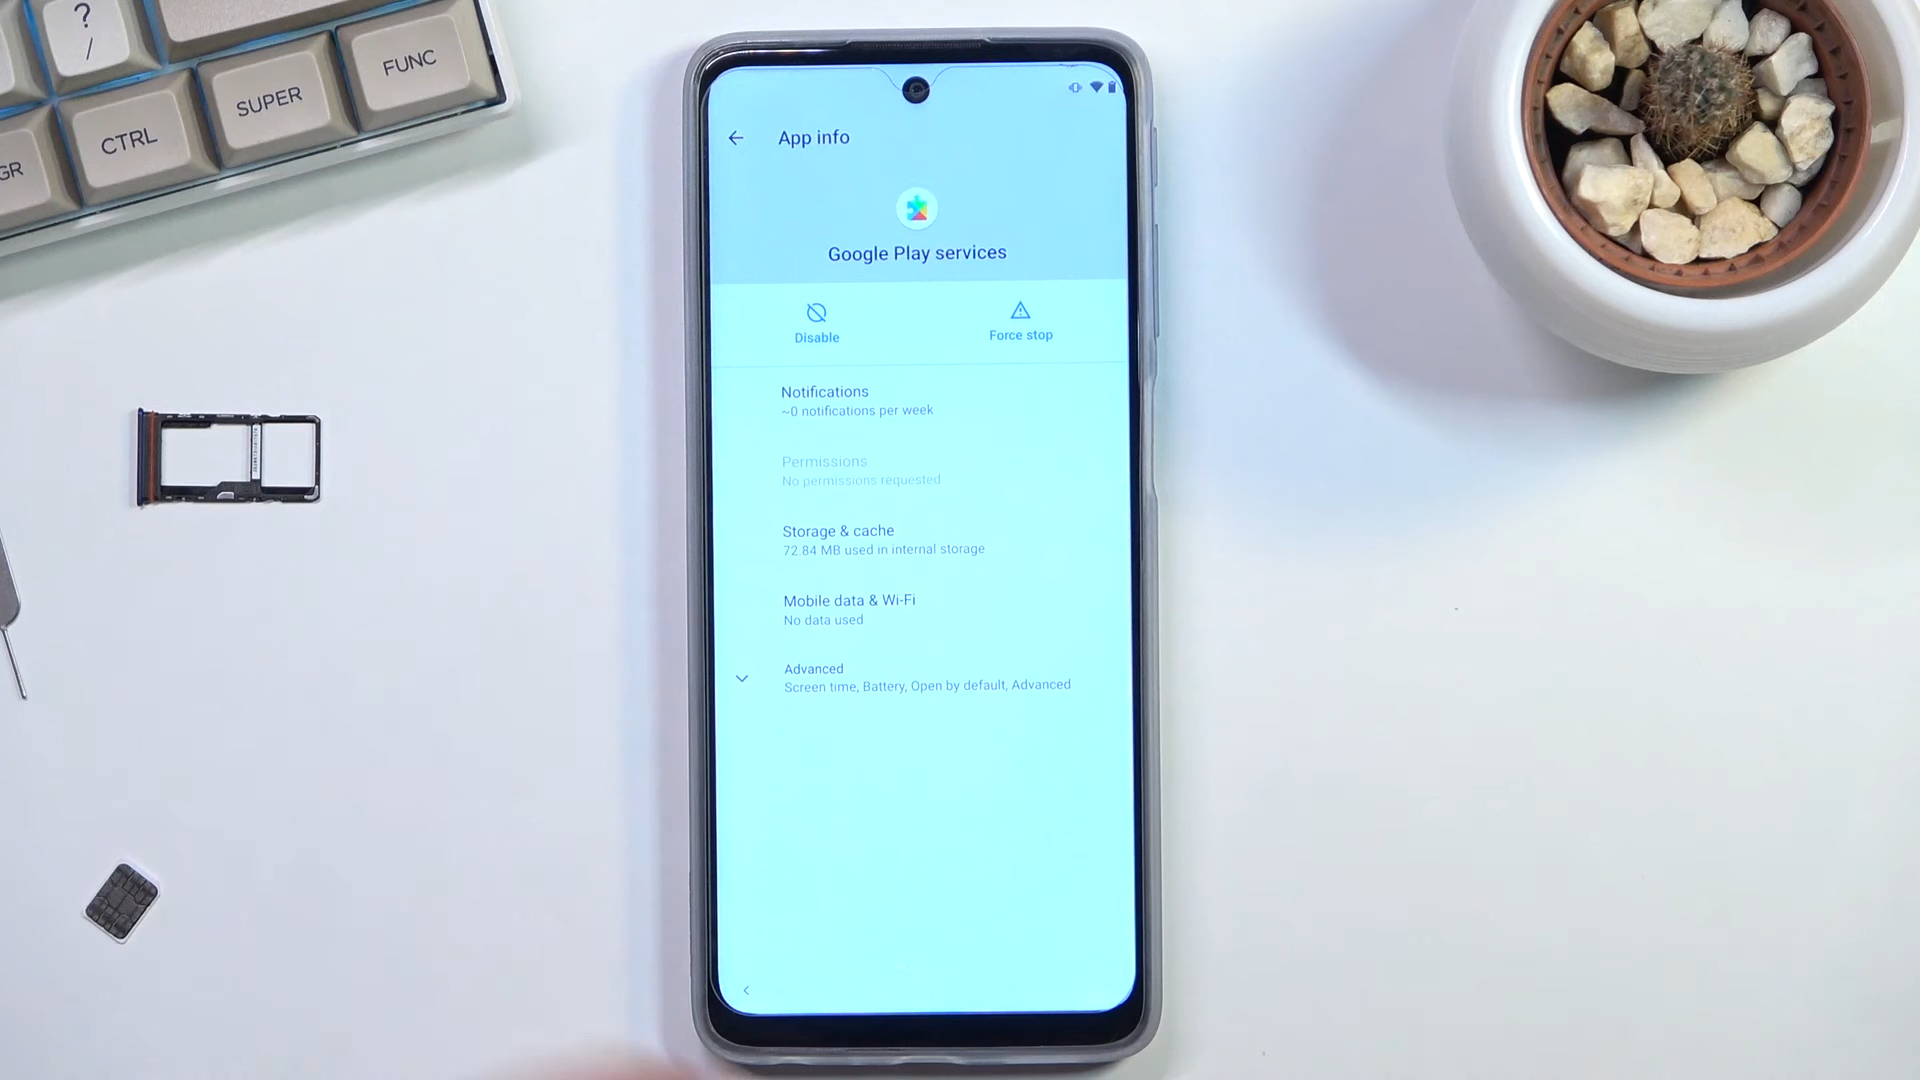 ?
/
FUNC
SUPER
CTRL
GR
App info
Google Play services
Disable
Force stop
Notifications
~0 notifications per week
Permissions
No permissions requested
Storage & cache
72.84 MB used in internal storage
Mobile data & Wi-Fi
No data used
Advanced
Screen time, Battery, Open by default, Advanced